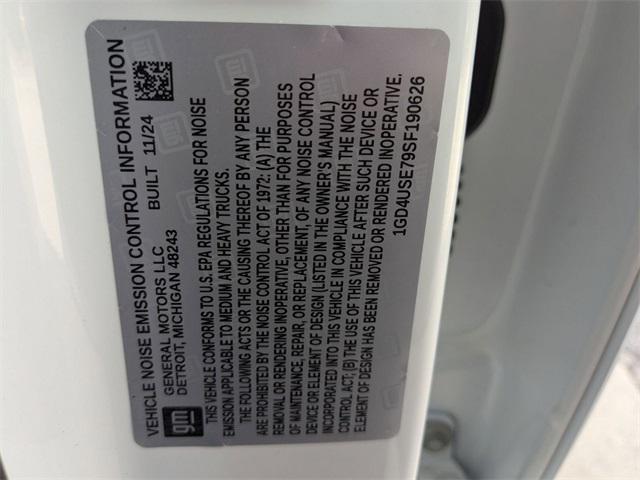 VEHICLE NOISE EMISSION CONTROL INFORMATION
gm
GENERAL MOTORS LLC
DETROIT, MICHIGAN 48243
BUILT 11/24
THIS VEHICLE CONFORMS TO U.S. EPA REGULATIONS FOR NOISE
EMISSION APPLICABLE TO MEDIUM AND HEAVY TRUCKS.
THE FOLLOWING ACTS OR THE CAUSING THEREOF BY ANY PERSON
ARE PROHIBITED BY THE NOISE CONTROL ACT OF 1972: (A) THE
REMOVAL OR RENDERING INOPERATIVE, OTHER THAN FOR PURPOSES
OF MAINTENANCE, REPAIR, OR REPLACEMENT, OF ANY NOISE CONTROL
DEVICE OR ELEMENT OF DESIGN (LISTED IN THE OWNER'S MANUAL)
INCORPORATED INTO THIS VEHICLE IN COMPLIANCE WITH THE NOISE
CONTROL ACT; (B) THE USE OF THIS VEHICLE AFTER SUCH DEVICE OR
ELEMENT OF DESIGN HAS BEEN REMOVED OR RENDERED INOPERATIVE.
1GD4USE79SF190626